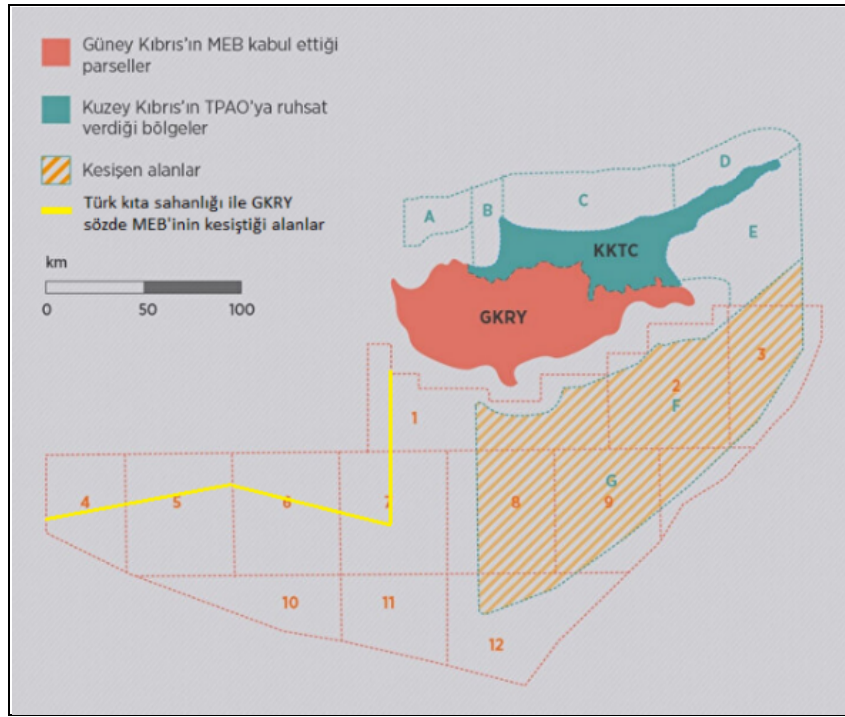 Güney Kıbrıs'ın MEB kabul ettiği
parseller
Kuzey Kıbrıs'ın TPAO'ya ruhsat
verdiği bölgeler
Kesişen alanlar
Türk kıta sahanlığı ile GKRY
sözde MEB'inin kesiştiği alanlar
km
0 50 100
A
B
C
D
E
KKTC
GKRY
1
2
3
F
4
5
6
7
8
9
G
10
11
12